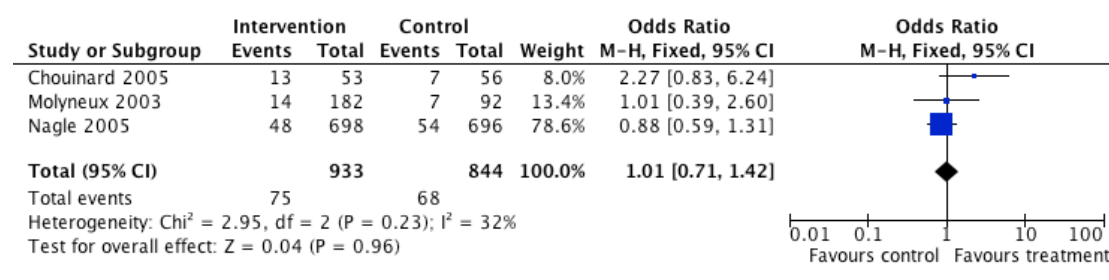 Intervention Control Odds Ratio Odds Ratio
Study or Subgroup Events Total Events Total Weight M-H, Fixed, 95% CI M-H, Fixed, 95% CI
Chouinard 2005 13 53 7 56 8.0% 2.27 [0.83, 6.24]
Molyneux 2003 14 182 7 92 13.4% 1.01 [0.39, 2.60]
Nagle 2005 48 698 54 696 78.6% 0.88 [0.59, 1.31]
Total (95% CI) 933 844 100.0% 1.01 [0.71, 1.42]
Total events 75 68
Heterogeneity: Chi² = 2.95, df = 2 (P = 0.23); I² = 32%
Test for overall effect: Z = 0.04 (P = 0.96)
0.01 0.1 1 10 100
Favours control Favours treatment